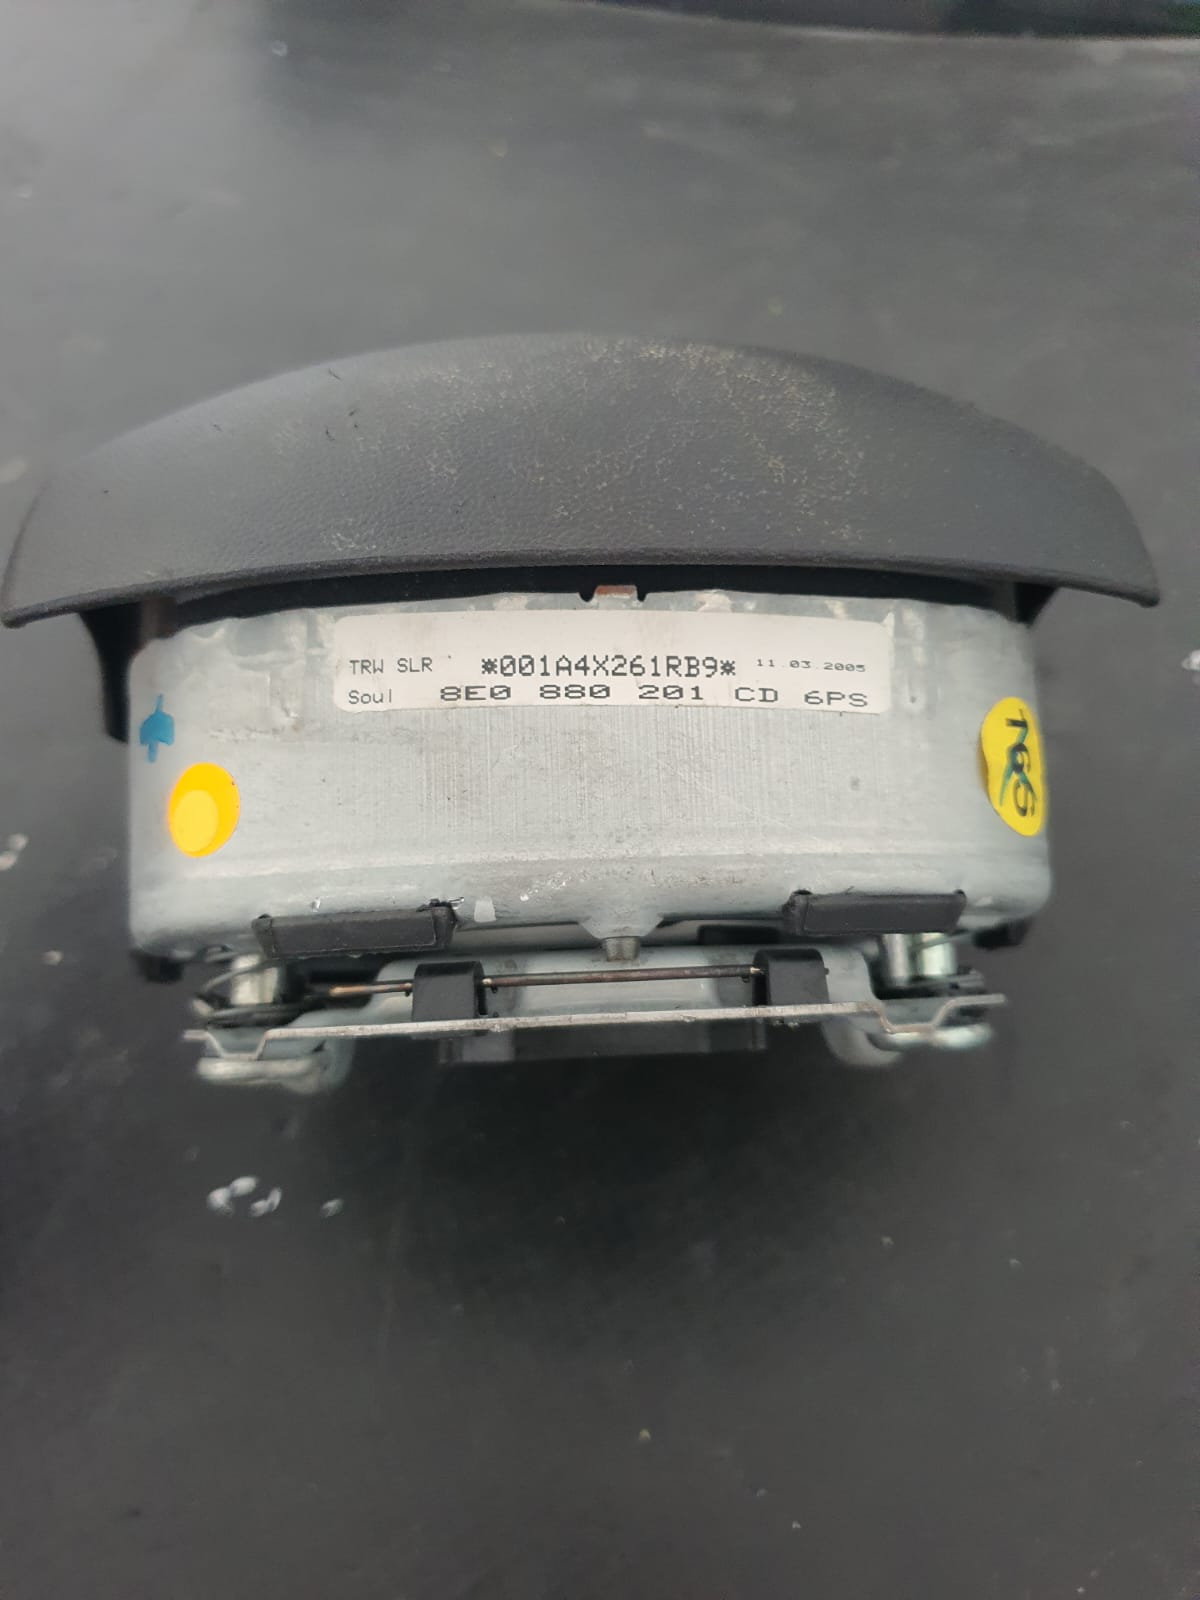 TRW SLR *001A4X261RB9* 11.03.2005
Soul 8E0 880 201 CD 6PS